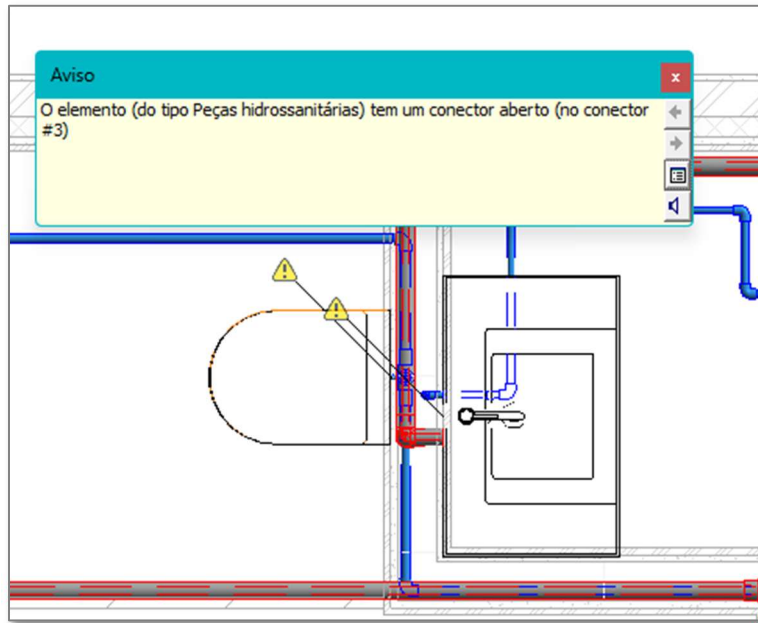 Aviso
O elemento (do tipo Peças hidrossanitárias) tem um conector aberto (no conector
#3)